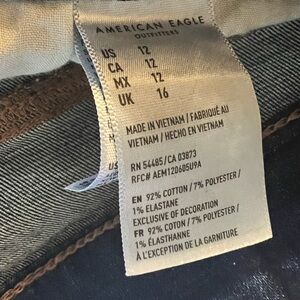 AMERICAN EAGLE
OUTFITTERS
US 12
CA 12
MX 12
UK 16
MADE IN VIETNAM / FABRIQUÉ AU
VIETNAM / HECHO EN VIETNAM
RN 54485/CA 03873
RFC# AEM120605U9A
EN 92% COTTON / 7% POLYESTER /
1% ELASTANE
EXCLUSIVE OF DECORATION
FR 92% COTON / 7% POLYESTER /
1% ÉLASTHANNE
À L'EXCEPTION DE LA GARNITURE